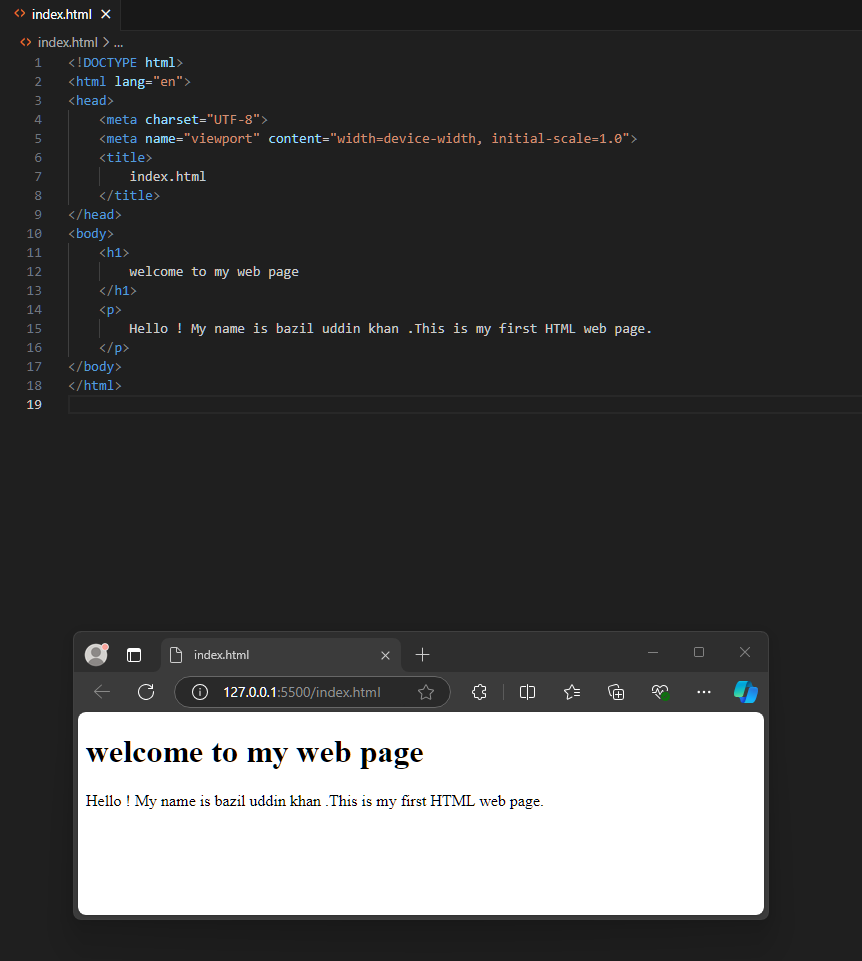 index.html
index.html > ...
1 <!DOCTYPE html>
2 <html lang="en">
3 <head>
4 <meta charset="UTF-8">
5 <meta name="viewport" content="width=device-width, initial-scale=1.0">
6 <title>
7 index.html
8 </title>
9 </head>
10 <body>
11 <h1>
12 welcome to my web page
13 </h1>
14 <p>
15 Hello ! My name is bazil uddin khan .This is my first HTML web page.
16 </p>
17 </body>
18 </html>
19
index.html
127.0.0.1:5500/index.html
welcome to my web page
Hello ! My name is bazil uddin khan .This is my first HTML web page.